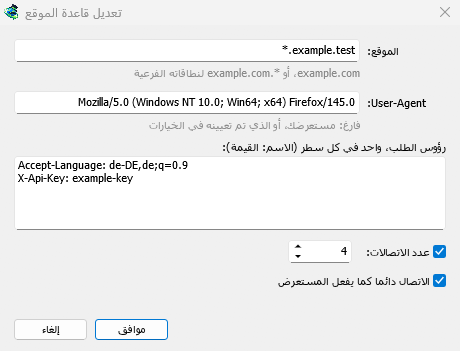 تعديل قاعدة الموقع
الموقع:
*.example.test
example.com، أو *.example.com لنطاقاته الفرعية
User-Agent:
Mozilla/5.0 (Windows NT 10.0; Win64; x64) Firefox/145.0
فارغ: مستعرضك، أو الذي تم تعيينه في الخيارات
رؤوس الطلب، واحد في كل سطر (الاسم: القيمة):
Accept-Language: de-DE,de;q=0.9
X-Api-Key: example-key
عدد الاتصالات:
4
الاتصال دائما كما يفعل المستعرض
موافق
إلغاء